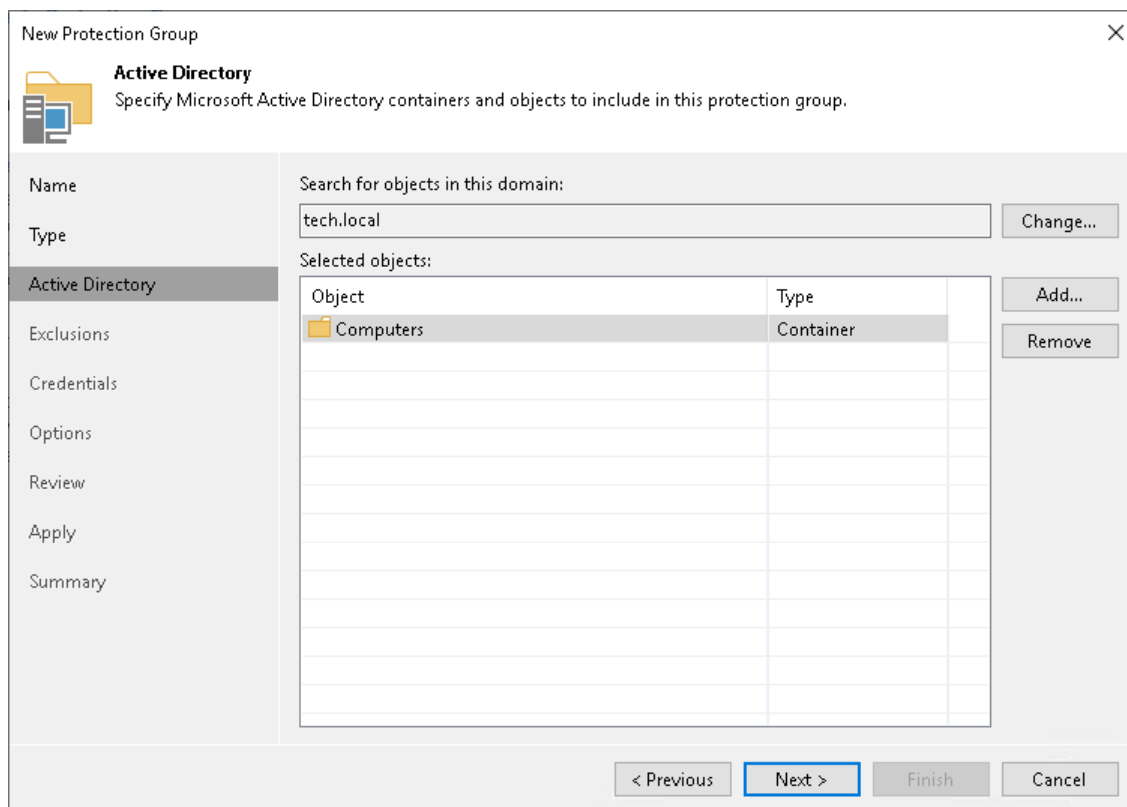 New Protection Group
Active Directory
Specify Microsoft Active Directory containers and objects to include in this protection group.
Name
Type
Active Directory
Exclusions
Credentials
Options
Review
Apply
Summary
Search for objects in this domain:
tech.local
Change...
Selected objects:
Object Type
Computers Container
Add...
Remove
< Previous Next > Finish Cancel